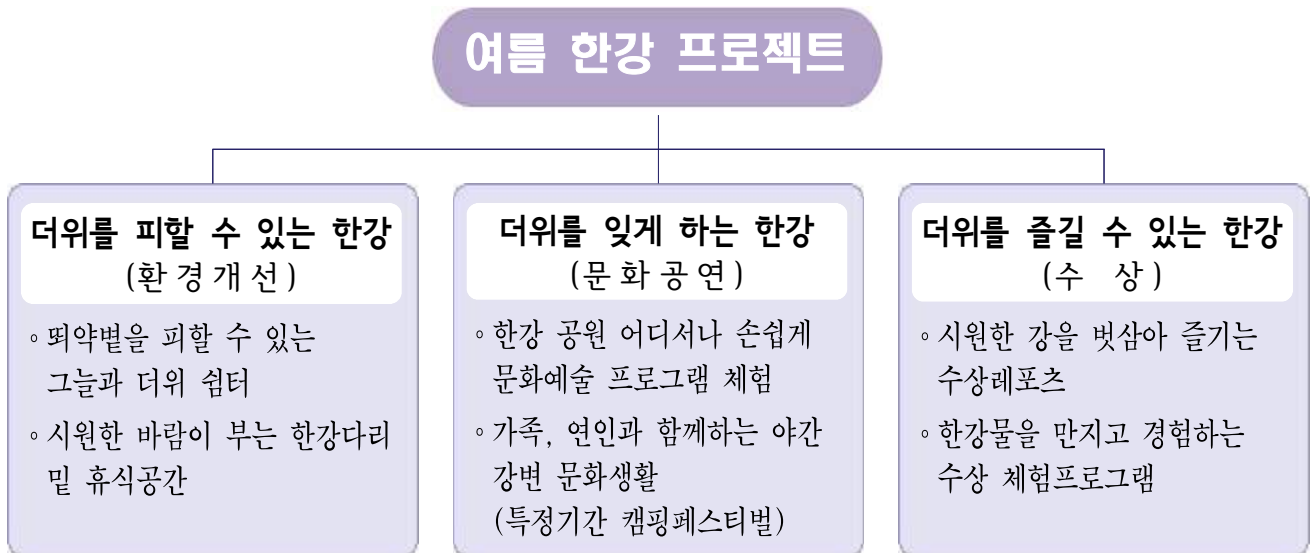 여름 한강 프로젝트
더위를 피할 수 있는 한강
(환경개선)
◦뙤약볕을 피할 수 있는
그늘과 더위 쉼터
◦시원한 바람이 부는 한강다리
밑 휴식공간
더위를 잊게 하는 한강
(문화공연)
◦한강 공원 어디서나 손쉽게
문화예술 프로그램 체험
◦가족, 연인과 함께하는 야간
강변 문화생활
(특정기간 캠핑페스티벌)
더위를 즐길 수 있는 한강
(수 상)
◦시원한 강을 벗삼아 즐기는
수상레포츠
◦한강물을 만지고 경험하는
수상 체험프로그램